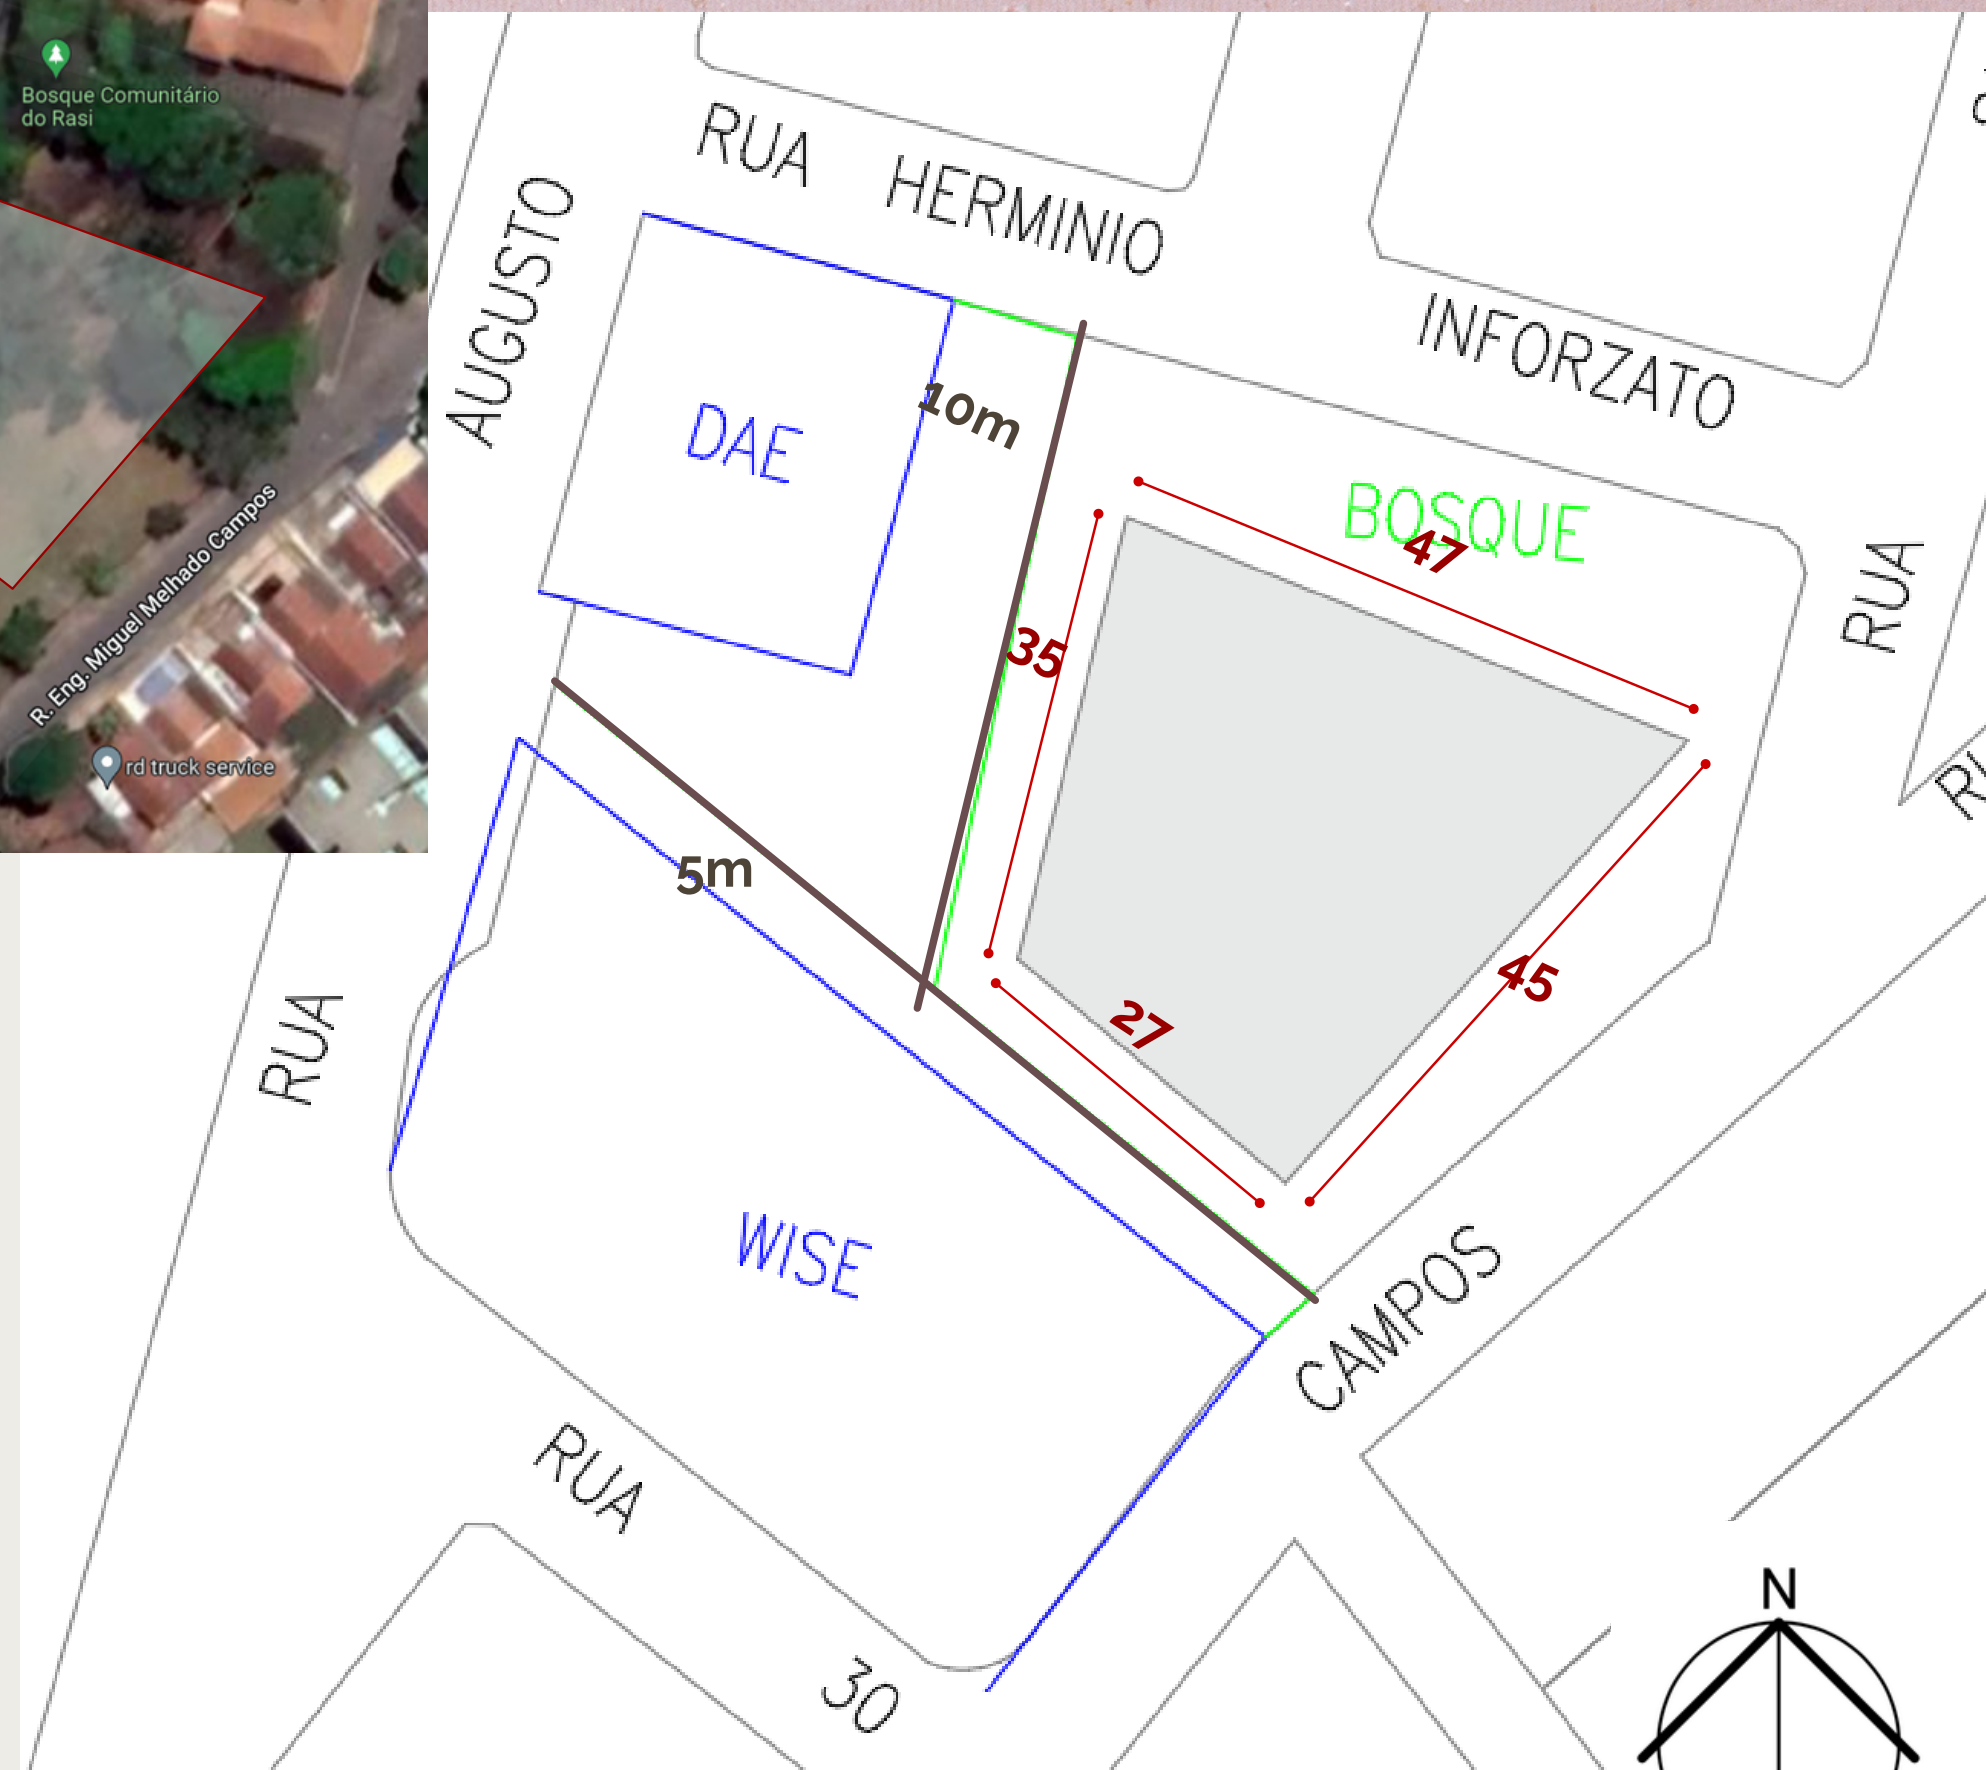 Bosque Comunitário
do Rasi
R. Eng. Miguel Melhado Campos
rd truck service
RUA HERMINIO
INFORZATO
AUGUSTO
DAE
10m
BOSQUE
47
RUA
35
5m
45
27
RUA
WISE
CAMPOS
RUA
30
N